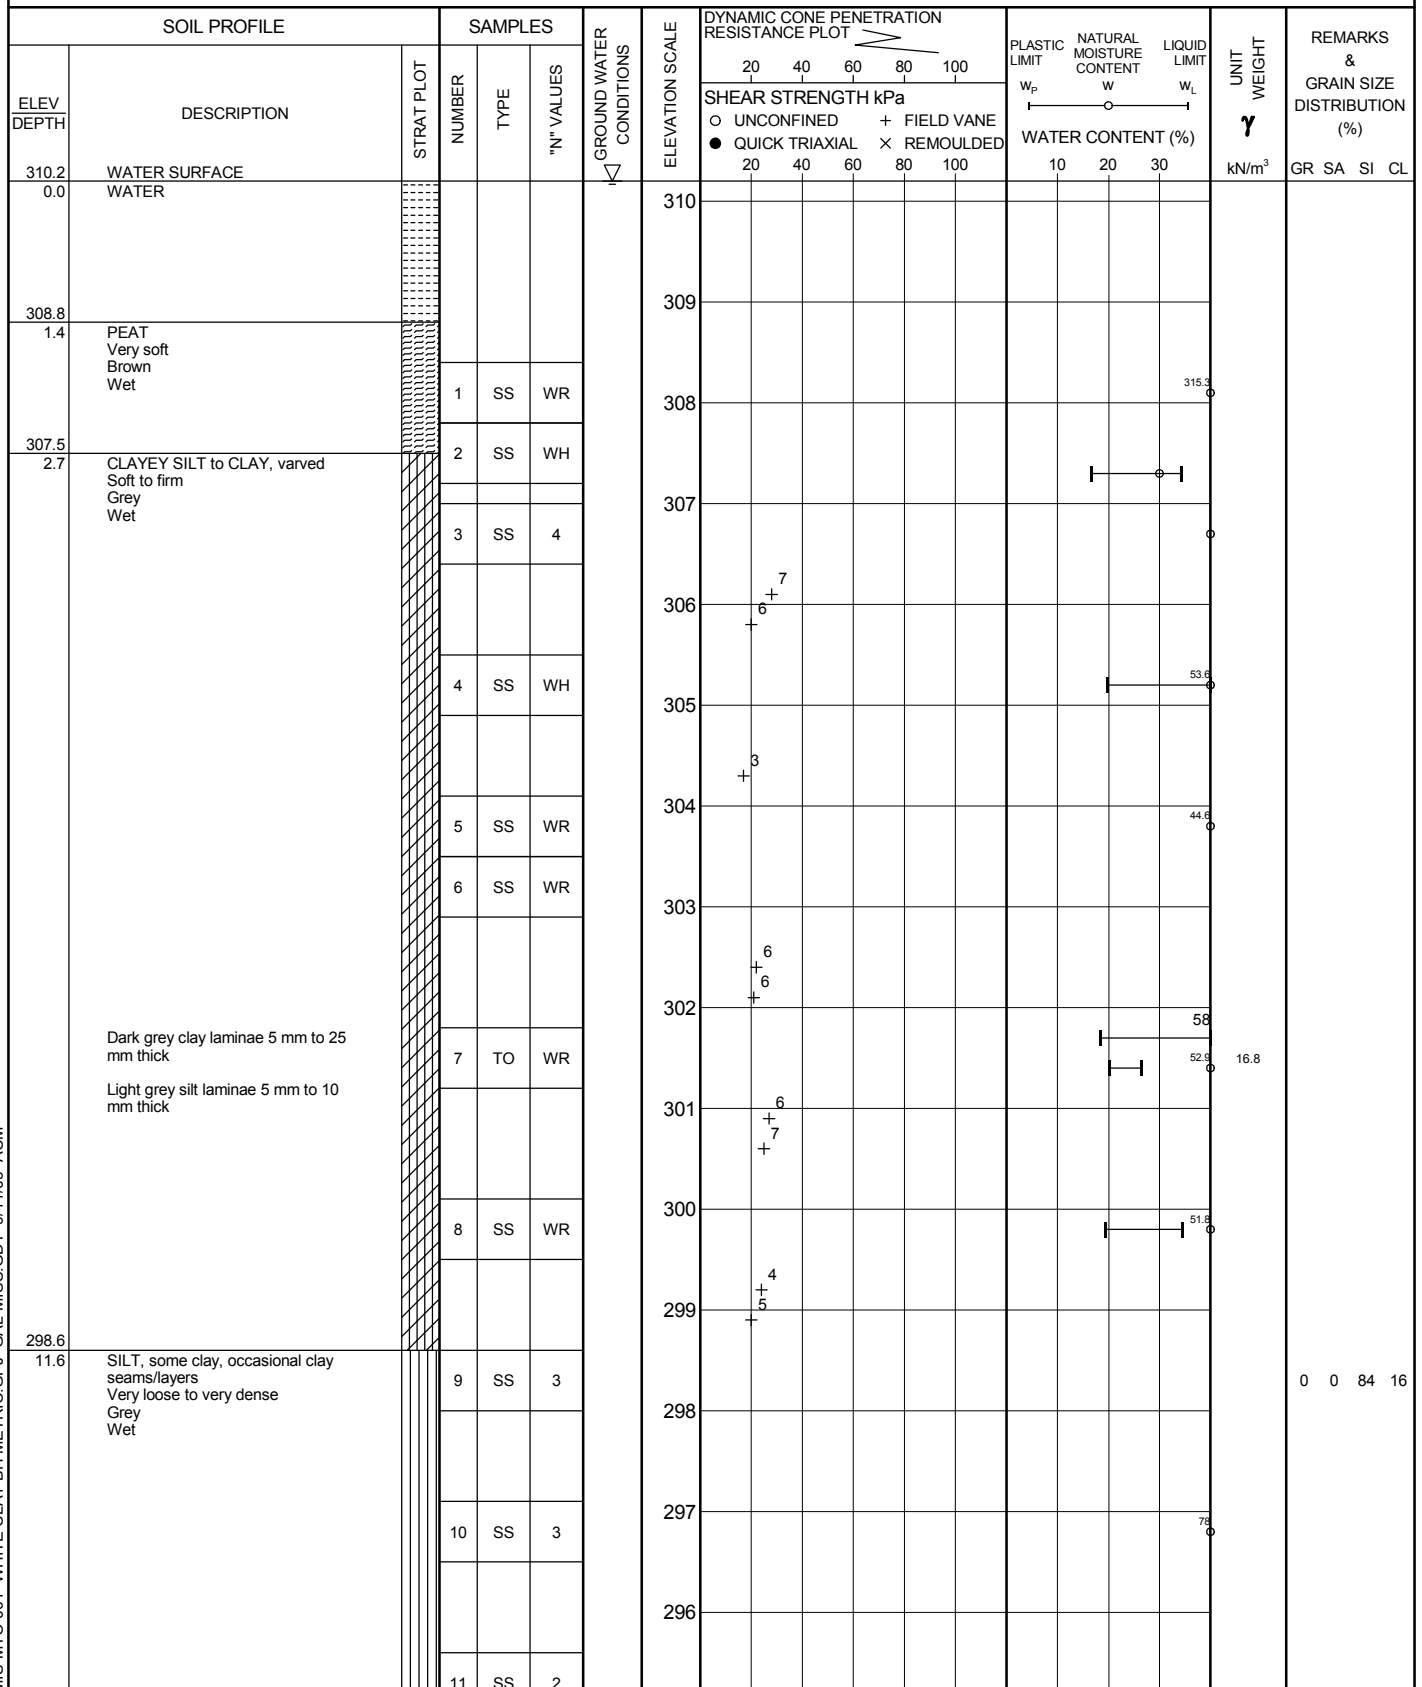 SOIL PROFILE
SAMPLES
GROUND WATER CONDITIONS
ELEVATION SCALE
DYNAMIC CONE PENETRATION
RESISTANCE PLOT
20 40 60 80 100
SHEAR STRENGTH kPa
○ UNCONFINED + FIELD VANE
● QUICK TRIAXIAL × REMOULDED
20 40 60 80 100
PLASTIC LIMIT
NATURAL MOISTURE CONTENT
LIQUID LIMIT
WP W WL
WATER CONTENT (%)
10 20 30
UNIT WEIGHT
γ
kN/m3
REMARKS
&
GRAIN SIZE
DISTRIBUTION
(%)
GR SA SI CL
ELEV
DEPTH
DESCRIPTION
STRAT PLOT
NUMBER
TYPE
"N" VALUES
310.2 WATER SURFACE
0.0 WATER
310
309
308.8
1.4 PEAT
Very soft
Brown
Wet
1 SS WR
315.3
308
307.5
2 SS WH
2.7 CLAYEY SILT to CLAY, varved
Soft to firm
Grey
Wet
307
3 SS 4
7
306
6
4 SS WH
53.6
305
3
304
5 SS WR
44.6
6 SS WR
303
6
6
302
58
Dark grey clay laminae 5 mm to 25
mm thick
7 TO WR
52.9
16.8
Light grey silt laminae 5 mm to 10
mm thick
301
6
7
300
8 SS WR
51.8
4
5
299
298.6
11.6 SILT, some clay, occasional clay
seams/layers
Very loose to very dense
Grey
Wet
9 SS 3
0 0 84 16
298
297
10 SS 3
78
296
11 SS 2